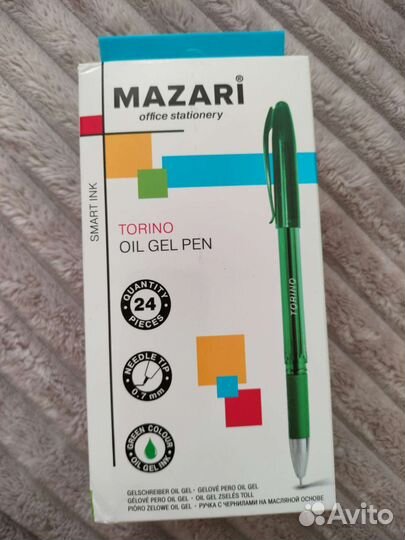 MAZARI®
office stationery
SMART INK
TORINO
OIL GEL PEN
QUANTITY
24
PIECES
NEEDLE TIP
0.7 mm
GREEN COLOUR
OIL GEL INK
TORINO
GELSCHREIBER OIL GEL · GELOVÉ PERO OIL GEL
GÉLOVÉ PERO OIL GEL · OIL GEL ZSELÉS TOLL
PIÓRO ŻELOWE OIL GEL · РУЧКА С ЧЕРНИЛАМИ НА МАСЛЯНОЙ ОСНОВЕ
Avito